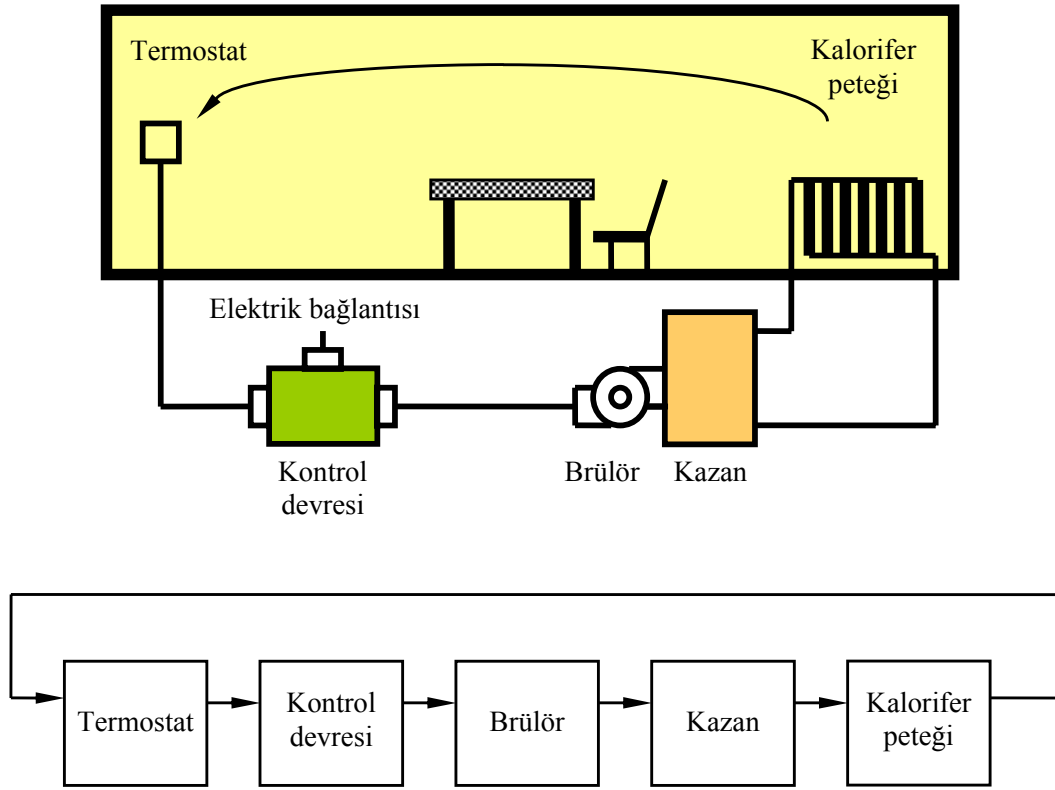 Termostat
Kalorifer
peteği
Elektrik bağlantısı
Kontrol
devresi
Brülör
Kazan
Termostat
Kontrol
devresi
Brülör
Kazan
Kalorifer
peteği